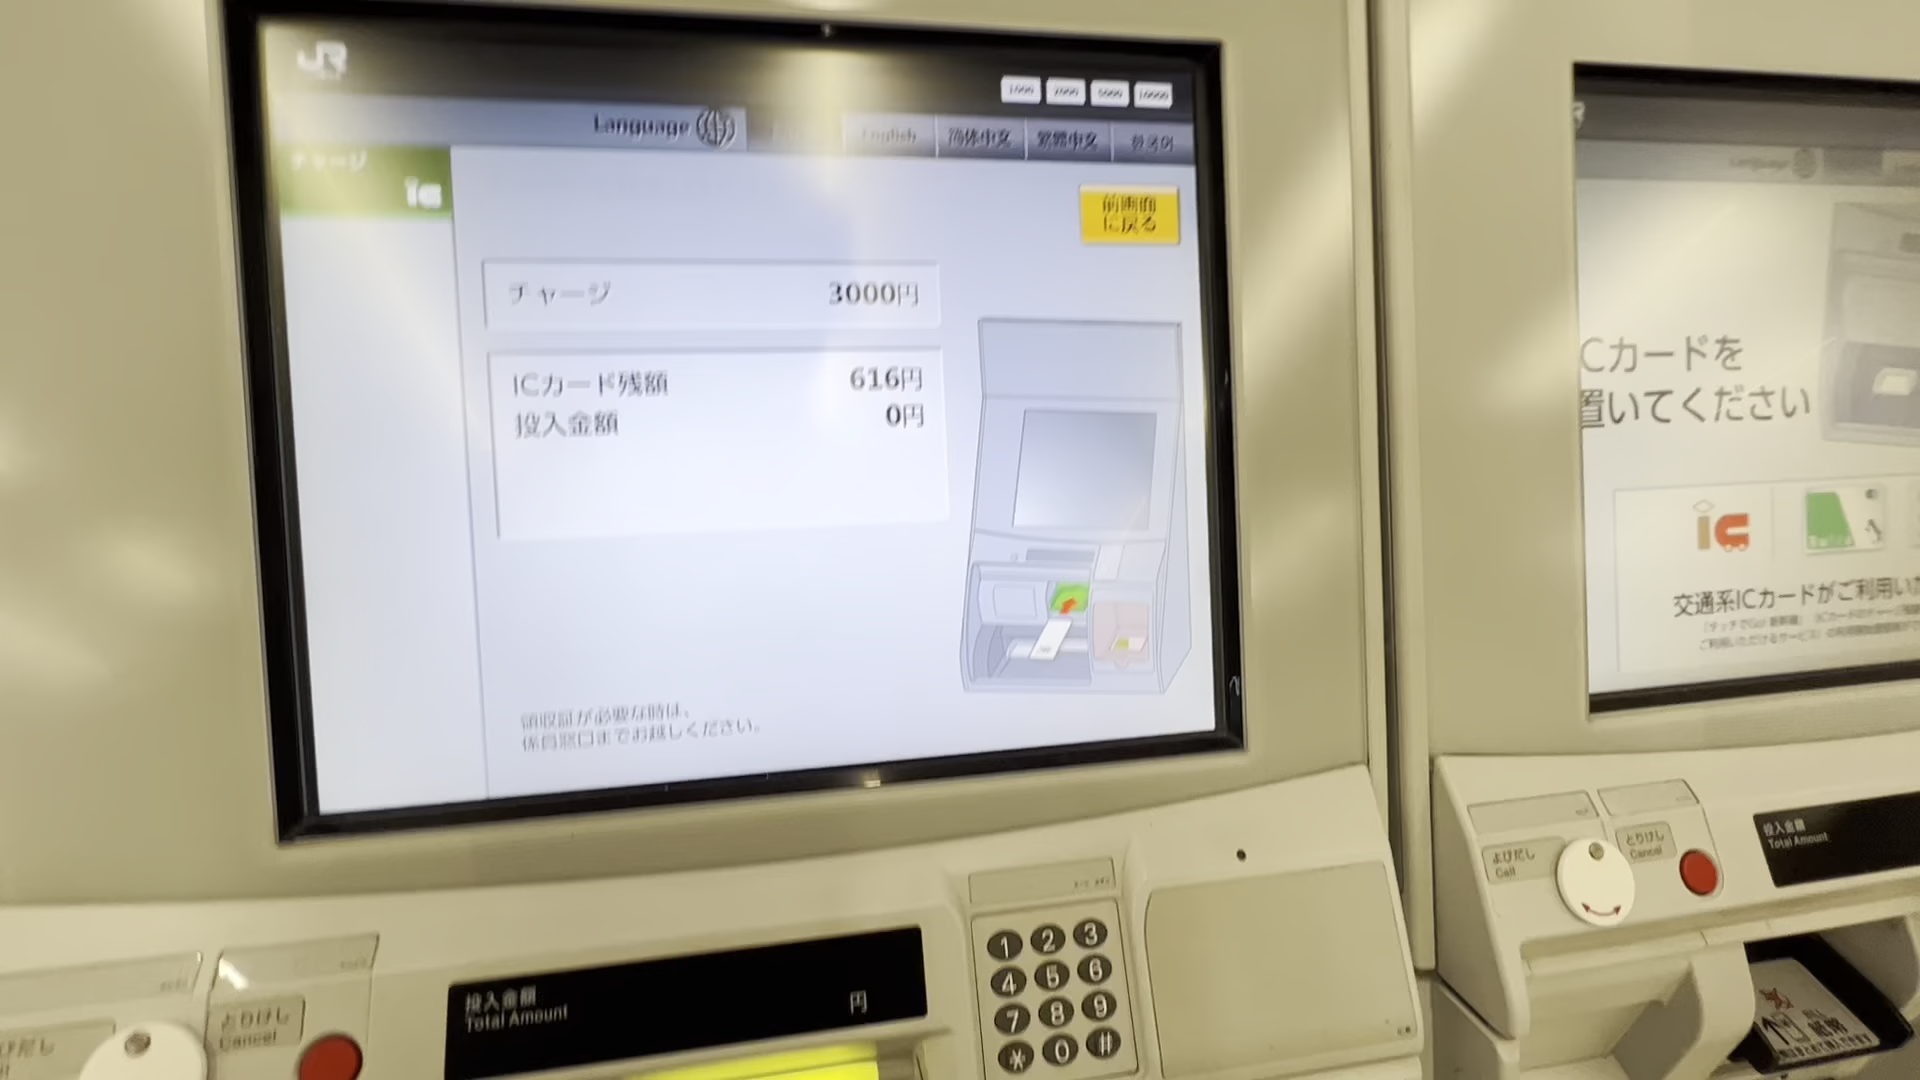 JR
1000 2000 5000 10000
Language English 简体中文 繁體中文 한국어
チャージ
ic
前画面
に戻る
チャージ 3000円
ICカード残額 616円
投入金額 0円
領収証が必要な時は、
係員窓口までお越しください。
とりけし
Cancel
投入金額
Total Amount
円
1 2 3
4 5 6
7 8 9
* 0 #
Language
Cカードを
置いてください
ic
交通系ICカードがご利用いた
よびだし
Call
とりけし
Cancel
投入金額
Total Amount